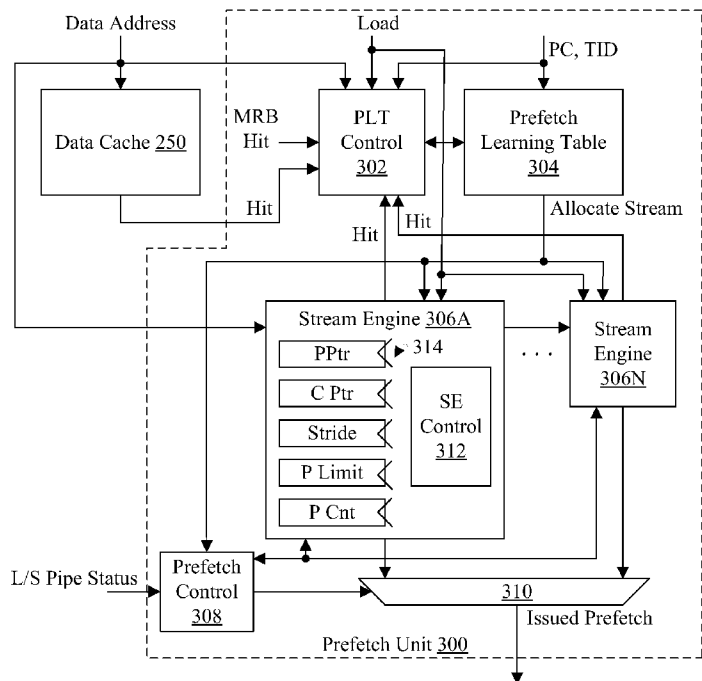 Data Address
Load
PC, TID
Data Cache 250
MRB
Hit
PLT
Control
302
Prefetch
Learning Table
304
Hit
Hit
Hit
Allocate Stream
Stream Engine 306A
314
PPtr
C Ptr
Stride
P Limit
P Cnt
SE
Control
312
. . .
Stream
Engine
306N
L/S Pipe Status
Prefetch
Control
308
310
Issued Prefetch
Prefetch Unit 300